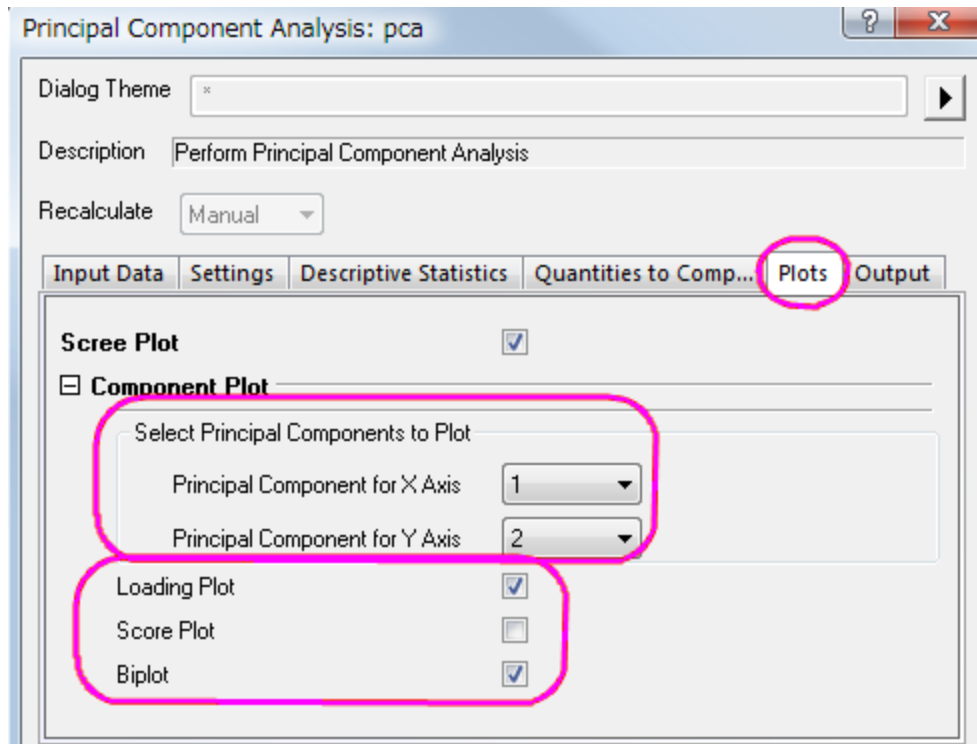 Principal Component Analysis: pca
?
X
Dialog Theme *
Description Perform Principal Component Analysis
Recalculate Manual
Input Data Settings Descriptive Statistics Quantities to Comp... Plots Output
Scree Plot
Component Plot
Select Principal Components to Plot
Principal Component for X Axis 1
Principal Component for Y Axis 2
Loading Plot
Score Plot
Biplot